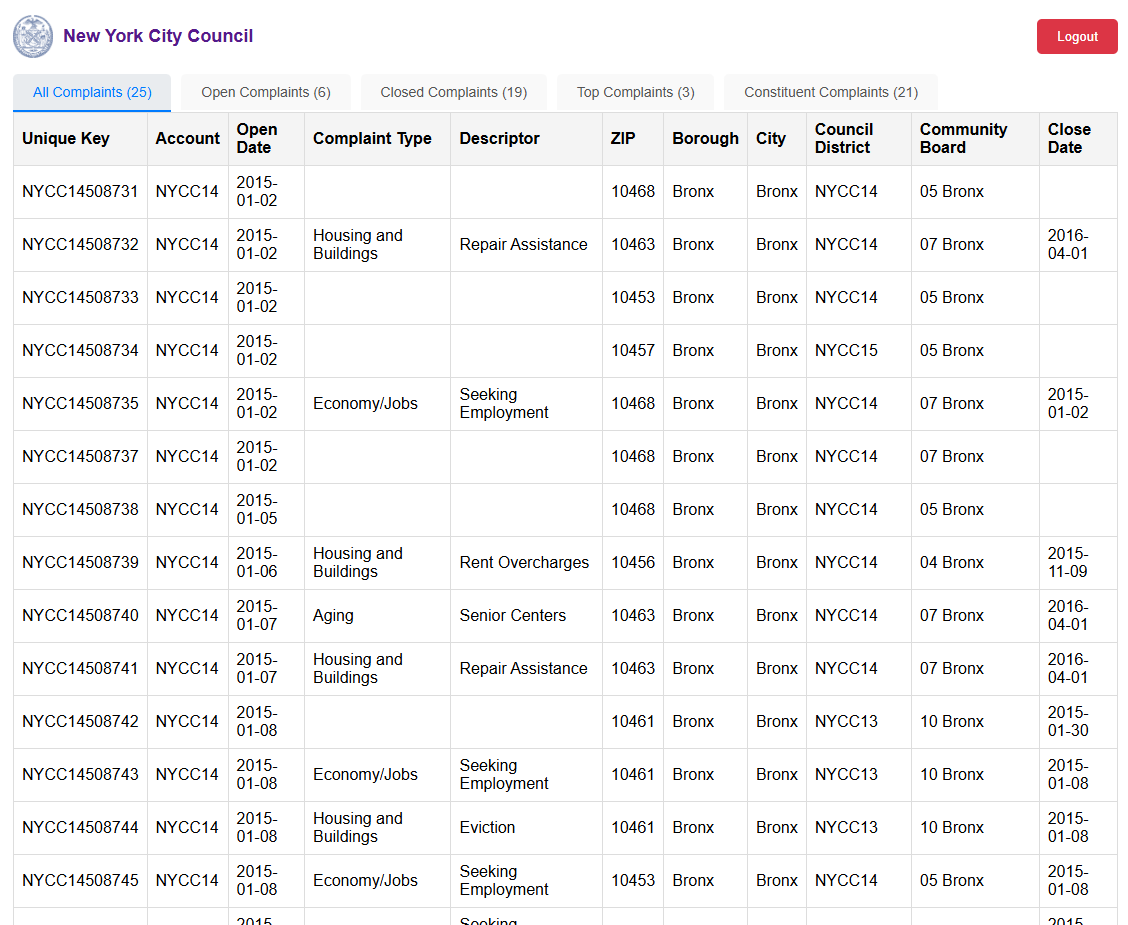 New York City Council
Logout
All Complaints (25) Open Complaints (6) Closed Complaints (19) Top Complaints (3) Constituent Complaints (21)
Unique Key Account Open Date Complaint Type Descriptor ZIP Borough City Council District Community Board Close Date
NYCC14508731 NYCC14 2015-01-02 10468 Bronx Bronx NYCC14 05 Bronx
NYCC14508732 NYCC14 2015-01-02 Housing and Buildings Repair Assistance 10463 Bronx Bronx NYCC14 07 Bronx 2016-04-01
NYCC14508733 NYCC14 2015-01-02 10453 Bronx Bronx NYCC14 05 Bronx
NYCC14508734 NYCC14 2015-01-02 10457 Bronx Bronx NYCC15 05 Bronx
NYCC14508735 NYCC14 2015-01-02 Economy/Jobs Seeking Employment 10468 Bronx Bronx NYCC14 07 Bronx 2015-01-02
NYCC14508737 NYCC14 2015-01-02 10468 Bronx Bronx NYCC14 07 Bronx
NYCC14508738 NYCC14 2015-01-05 10468 Bronx Bronx NYCC14 05 Bronx
NYCC14508739 NYCC14 2015-01-06 Housing and Buildings Rent Overcharges 10456 Bronx Bronx NYCC14 04 Bronx 2015-11-09
NYCC14508740 NYCC14 2015-01-07 Aging Senior Centers 10463 Bronx Bronx NYCC14 07 Bronx 2016-04-01
NYCC14508741 NYCC14 2015-01-07 Housing and Buildings Repair Assistance 10463 Bronx Bronx NYCC14 07 Bronx 2016-04-01
NYCC14508742 NYCC14 2015-01-08 10461 Bronx Bronx NYCC13 10 Bronx 2015-01-30
NYCC14508743 NYCC14 2015-01-08 Economy/Jobs Seeking Employment 10461 Bronx Bronx NYCC13 10 Bronx 2015-01-08
NYCC14508744 NYCC14 2015-01-08 Housing and Buildings Eviction 10461 Bronx Bronx NYCC13 10 Bronx 2015-01-08
NYCC14508745 NYCC14 2015-01-08 Economy/Jobs Seeking Employment 10453 Bronx Bronx NYCC14 05 Bronx 2015-01-08
2015- Seeking 2015-